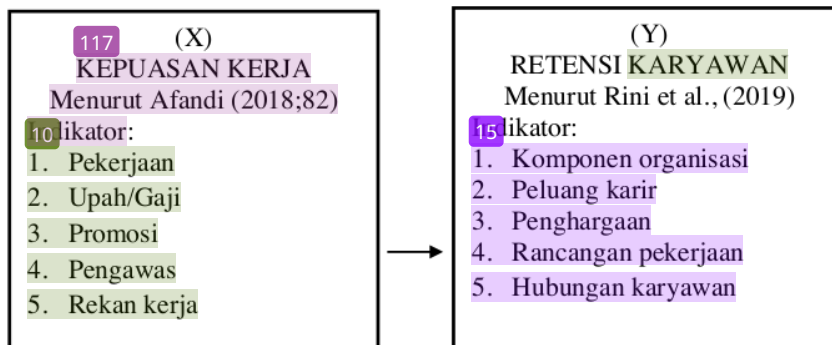 117
(X)
KEPUASAN KERJA
Menurut Afandi (2018;82)
10
dikator:
1. Pekerjaan
2. Upah/Gaji
3. Promosi
4. Pengawas
5. Rekan kerja
(Y)
RETENSI KARYAWAN
Menurut Rini et al., (2019)
15
dikator:
1. Komponen organisasi
2. Peluang karir
3. Penghargaan
4. Rancangan pekerjaan
5. Hubungan karyawan